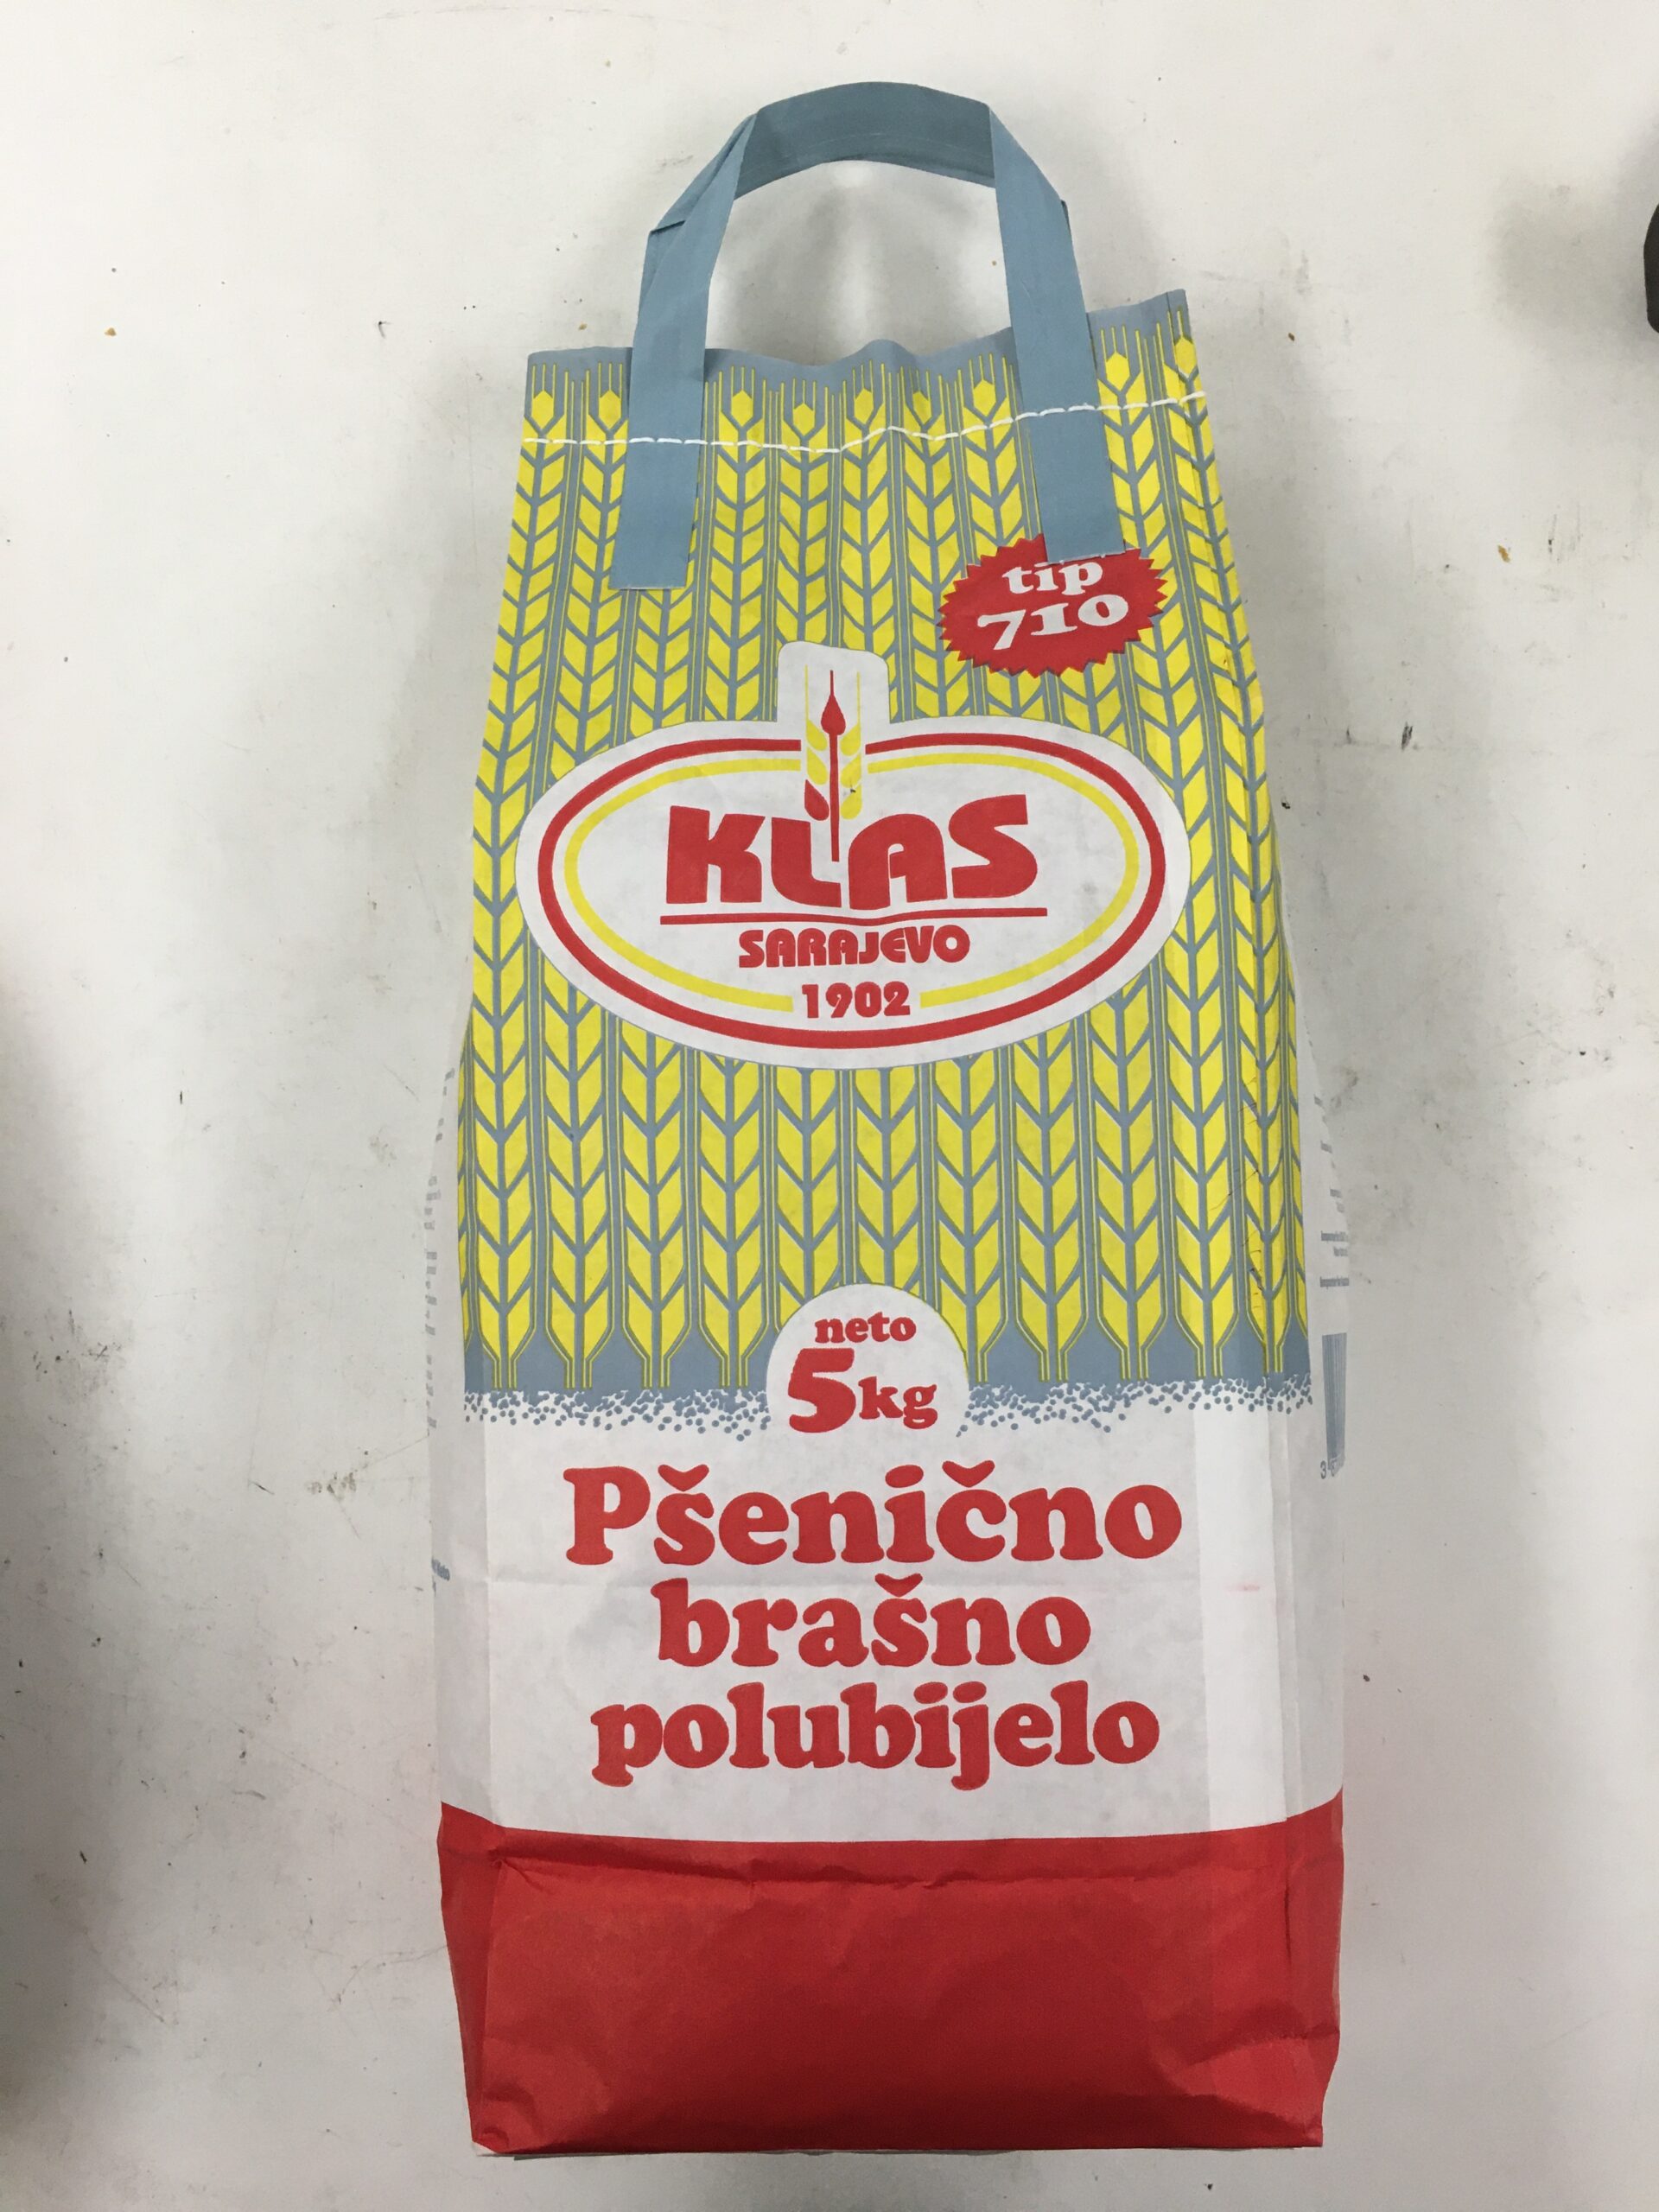 tip
710
KLAS
SARAJEVO
1902
neto
5kg
Pšenično
brašno
polubijelo